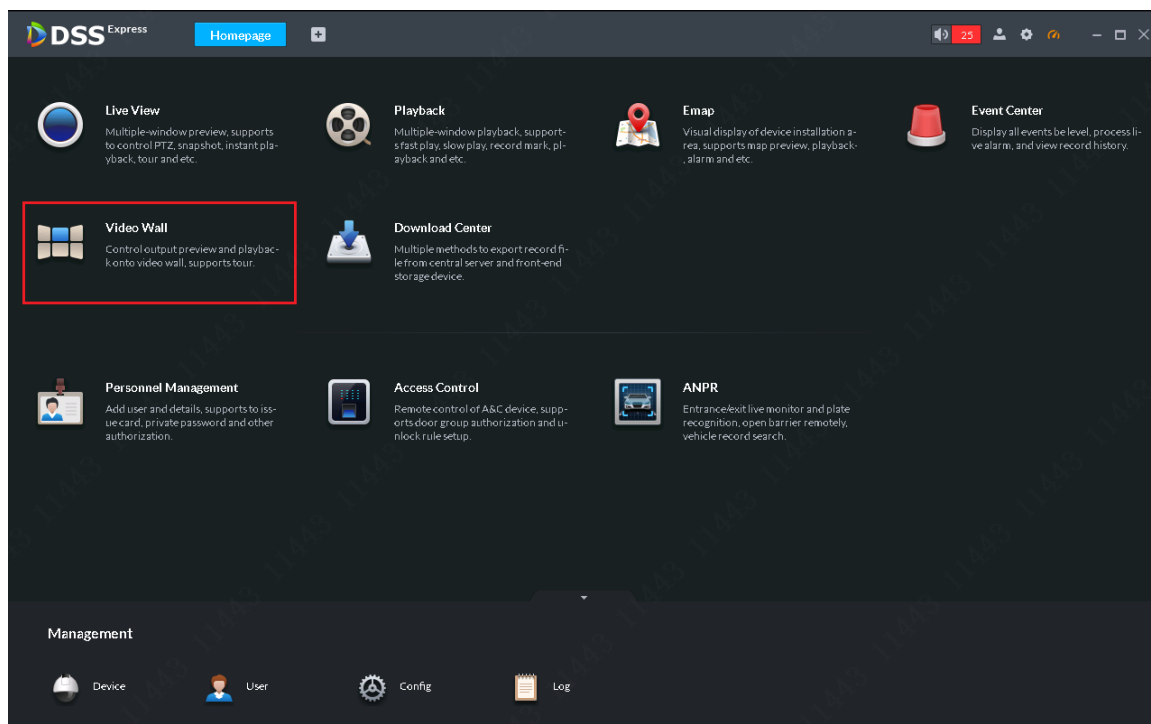 DSS Express
Homepage
25
Live View
Multiple-window preview, supports
to control PTZ, snapshot, instant pla-
yback, tour and etc.
Playback
Multiple-window playback, support-
s fast play, slow play, record mark, pl-
ayback and etc.
Emap
Visual display of device installation a-
rea, supports map preview, playback-
, alarm and etc.
Event Center
Display all events be level, process li-
ve alarm, and view record history.
Video Wall
Control output preview and playbac-
k onto video wall, supports tour.
Download Center
Multiple methods to export record fi-
le from central server and front-end
storage device.
Personnel Management
Add user and details, supports to iss-
ue card, private password and other
authorization.
Access Control
Remote control of A&C device, supp-
orts door group authorization and u-
nlock rule setup.
ANPR
Entrance/exit live monitor and plate
recognition, open barrier remotely,
vehicle record search.
Management
Device
User
Config
Log